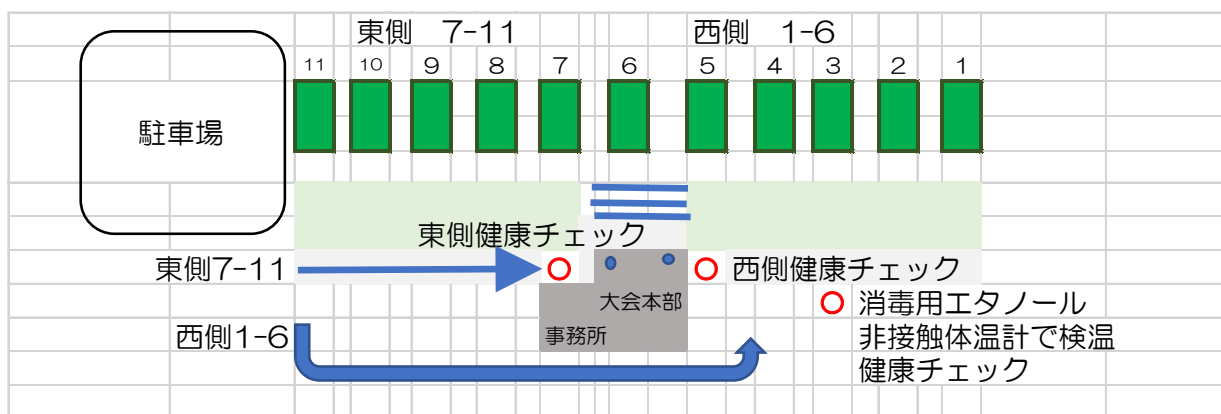 東側 7-11 西側 1-6
11 10 9 8 7 6 5 4 3 2 1
駐車場
東側健康チェック
東側7-11
西側健康チェック
大会本部
消毒用エタノール
事務所
非接触体温計で検温
西側1-6
健康チェック